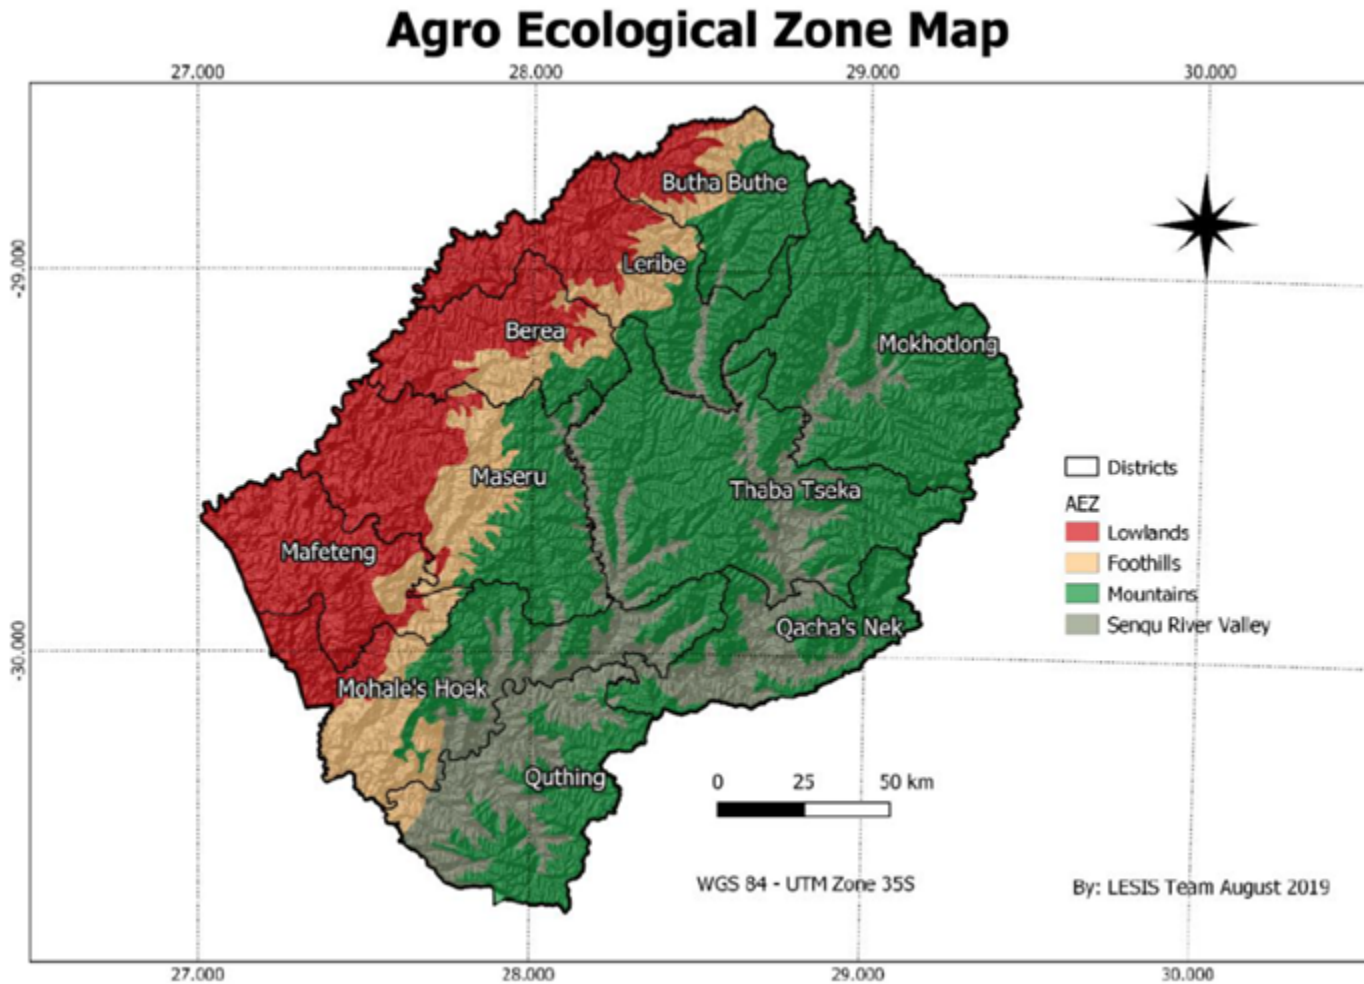 Agro Ecological Zone Map
27.000 28.000 29.000 30.000
-29.000
-30.000
Butha Buthe
Leribe
Berea
Mokhotlong
Maseru
Thaba Tseka
Mafeteng
Qacha's Nek
Mohale's Hoek
Quthing
Districts
AEZ
Lowlands
Foothills
Mountains
Senqu River Valley
0 25 50 km
WGS 84 - UTM Zone 35S
By: LESIS Team August 2019
27.000 28.000 29.000 30.000